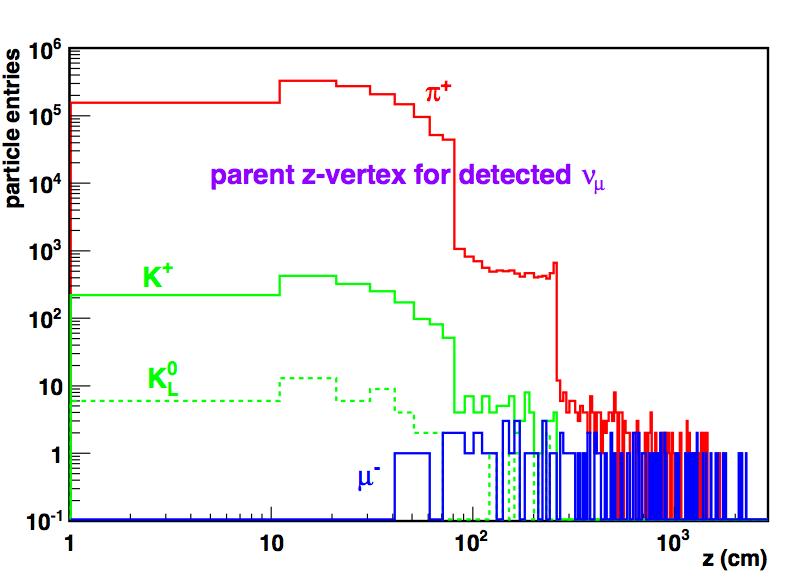 particle entries
10⁶
10⁵
10⁴
10³
10²
10
1
10⁻¹
π⁺
parent z-vertex for detected νμ
K⁺
K⁰L
μ⁻
1
10
10²
10³
z (cm)